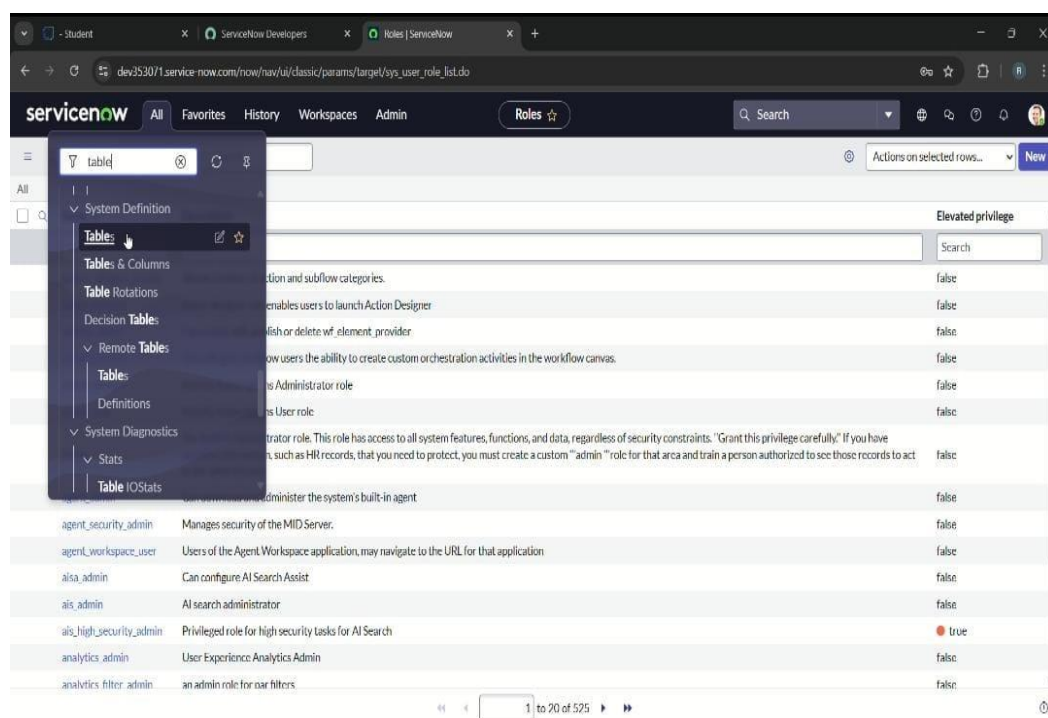 - Student
ServiceNow Developers
Roles | ServiceNow
dev353071.service-now.com/now/nav/ui/classic/params/target/sys_user_role_list.do
R
servicenow All Favorites History Workspaces Admin Roles Search
table
Actions on selected rows... New
All
System Definition
Elevated privilege
Tables
Search
Tables & Columns
ction and subflow categories. false
Table Rotations
enables users to launch Action Designer false
Decision Tables
blish or delete wf_element_provider false
Remote Tables
ow users the ability to create custom orchestration activities in the workflow canvas. false
Tables
ns Administrator role false
Definitions
ns User role false
System Diagnostics
trator role. This role has access to all system features, functions, and data, regardless of security constraints. "Grant this privilege carefully." If you have
Stats
n, such as HR records, that you need to protect, you must create a custom "admin" role for that area and train a person authorized to see those records to act false
Table IOStats
administer the system's built-in agent false
agent_security_admin Manages security of the MID Server. false
agent_workspace_user Users of the Agent Workspace application, may navigate to the URL for that application false
aisa_admin Can configure AI Search Assist false
ais_admin AI search administrator false
ais_high_security_admin Privileged role for high security tasks for AI Search true
analytics_admin User Experience Analytics Admin false
analytics_filter_admin an admin role for par filters false
1 to 20 of 525